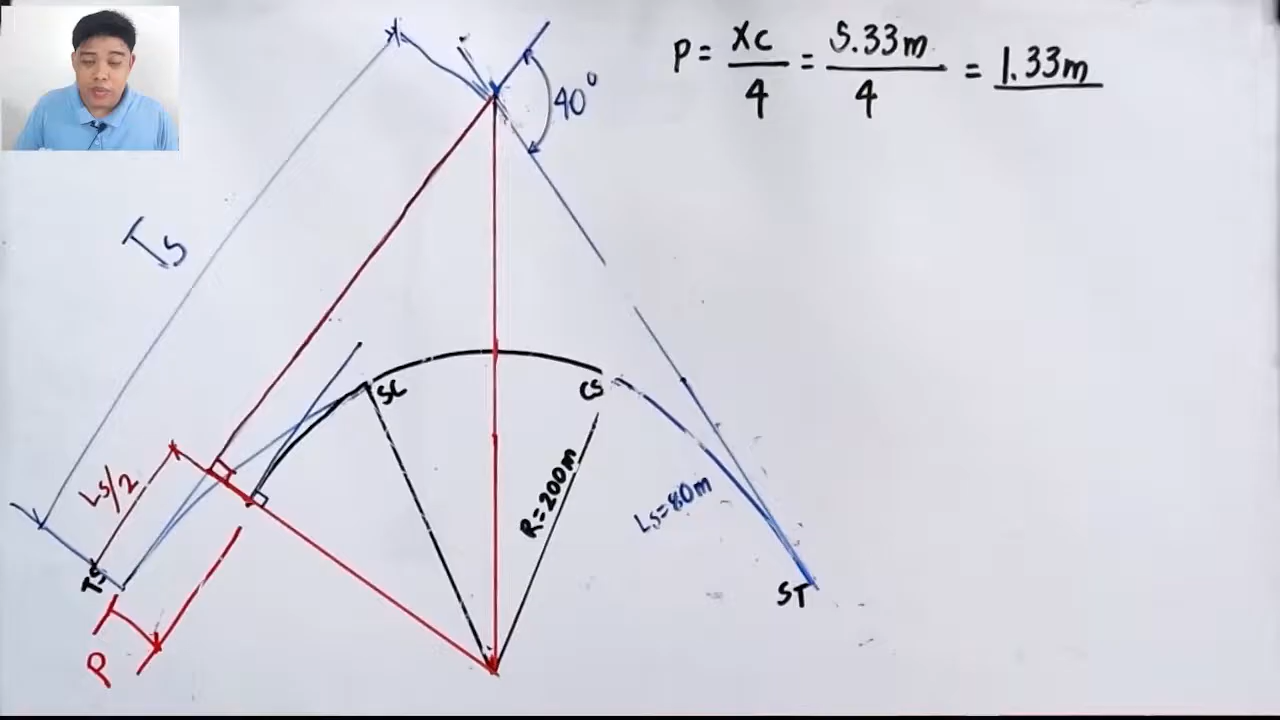 P = Xc/4 = 5.33m/4 = 1.33m
40°
Ts
SC
CS
Ls/2
R=200m
Ls=80m
TS
ST
P